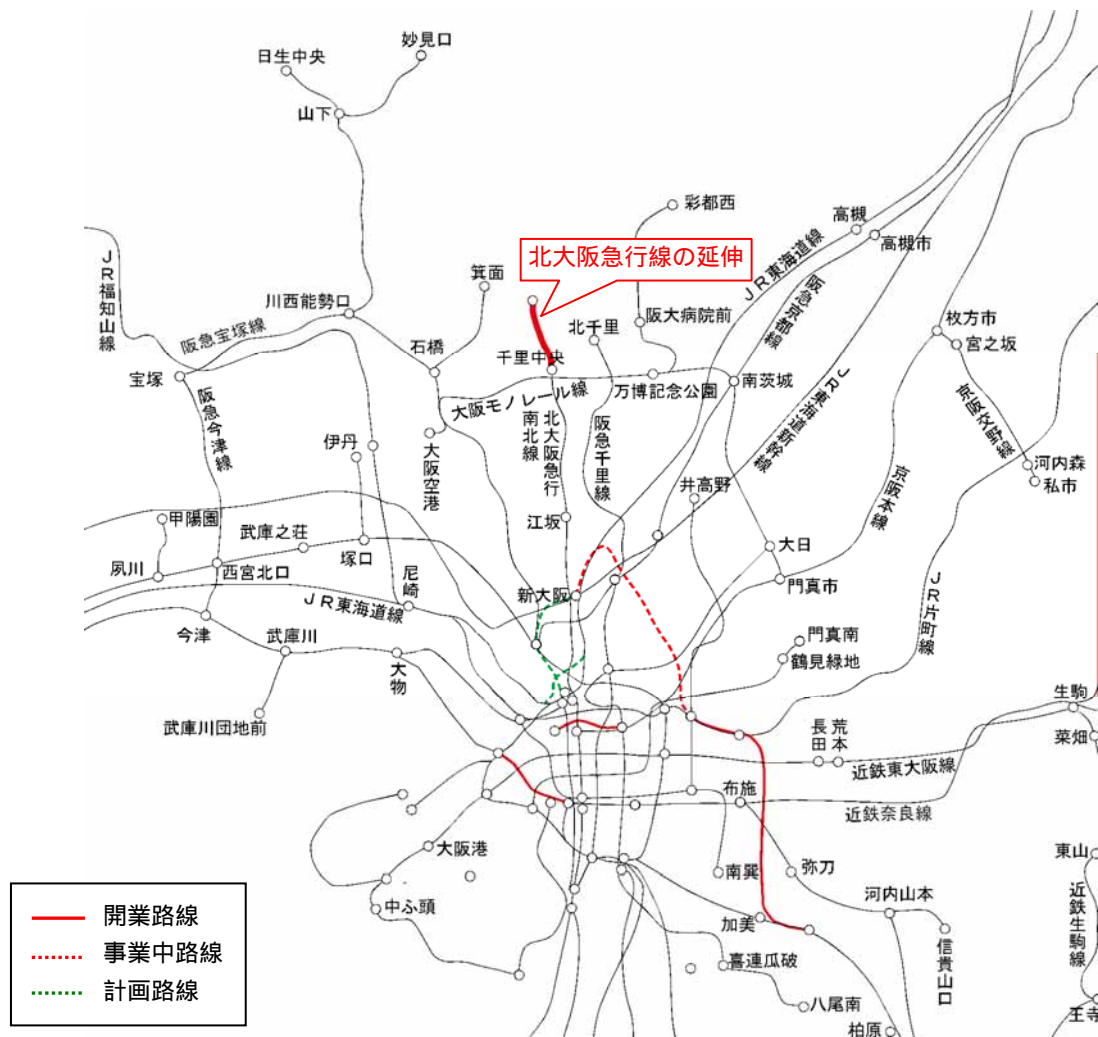 妙見口
日生中央
山下
彩都西
高槻
高槻市
ＪＲ東海道線
北大阪急行線の延伸
ＪＲ福知山線
箕面
川西能勢口
阪急宝塚線
北千里
阪大病院前
阪急京都線
枚方市
宮之坂
石橋
千里中央
宝塚
大阪モノレール線
万博記念公園
南茨城
ＪＲ東海道新幹線
京阪交野線
阪急今津線
伊丹
大阪空港
北大阪急行
南北線
阪急千里線
井高野
京阪本線
河内森
私市
甲陽園
武庫之荘
塚口
江坂
大日
夙川
西宮北口
尼崎
新大阪
門真市
ＪＲ東海道線
ＪＲ片町線
今津
武庫川
大物
門真南
鶴見緑地
武庫川団地前
生駒
長田
荒本
菜畑
近鉄東大阪線
布施
近鉄奈良線
大阪港
南巽
弥刀
東山
中ふ頭
加美
河内山本
近鉄生駒線
信貴山口
喜連瓜破
八尾南
柏原
王寺
開業路線
事業中路線
計画路線